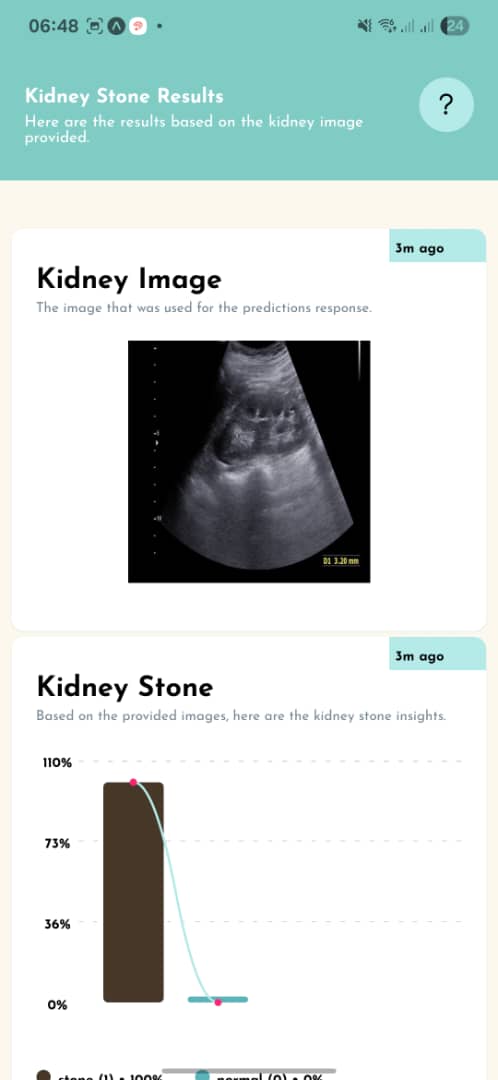 06:48
24
Kidney Stone Results
Here are the results based on the kidney image
provided.
?
3m ago
Kidney Image
The image that was used for the predictions response.
D1 3.20 mm
3m ago
Kidney Stone
Based on the provided images, here are the kidney stone insights.
110%
73%
36%
0%
stone (1) • 100% normal (0) • 0%